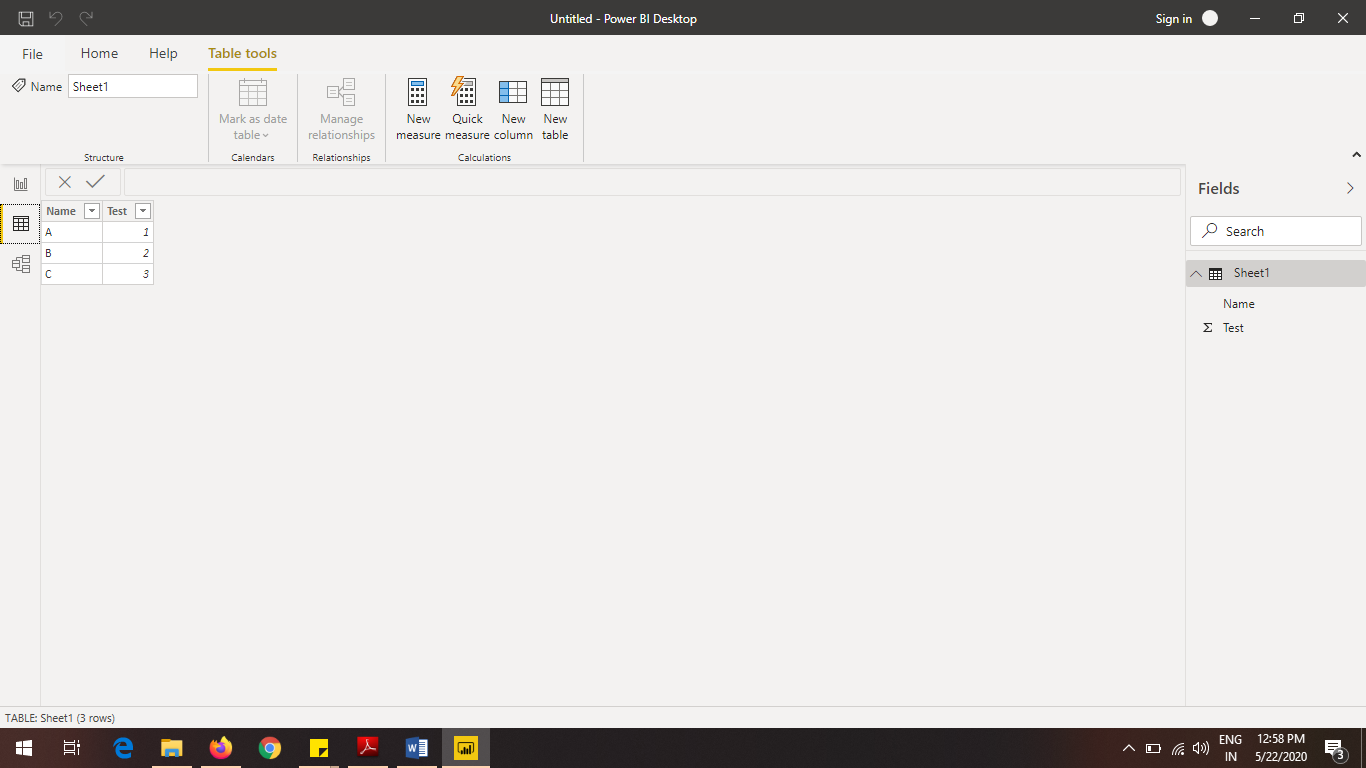 Untitled - Power BI Desktop
Sign in
File
Home
Help
Table tools
Name
Sheet1
Mark as date
table
Manage
relationships
New
measure
Quick
measure
New
column
New
table
Structure
Calendars
Relationships
Calculations
Fields
Search
Name
Test
A
1
B
2
C
3
Sheet1
Name
Σ Test
TABLE: Sheet1 (3 rows)
ENG
IN
12:58 PM
5/22/2020
3